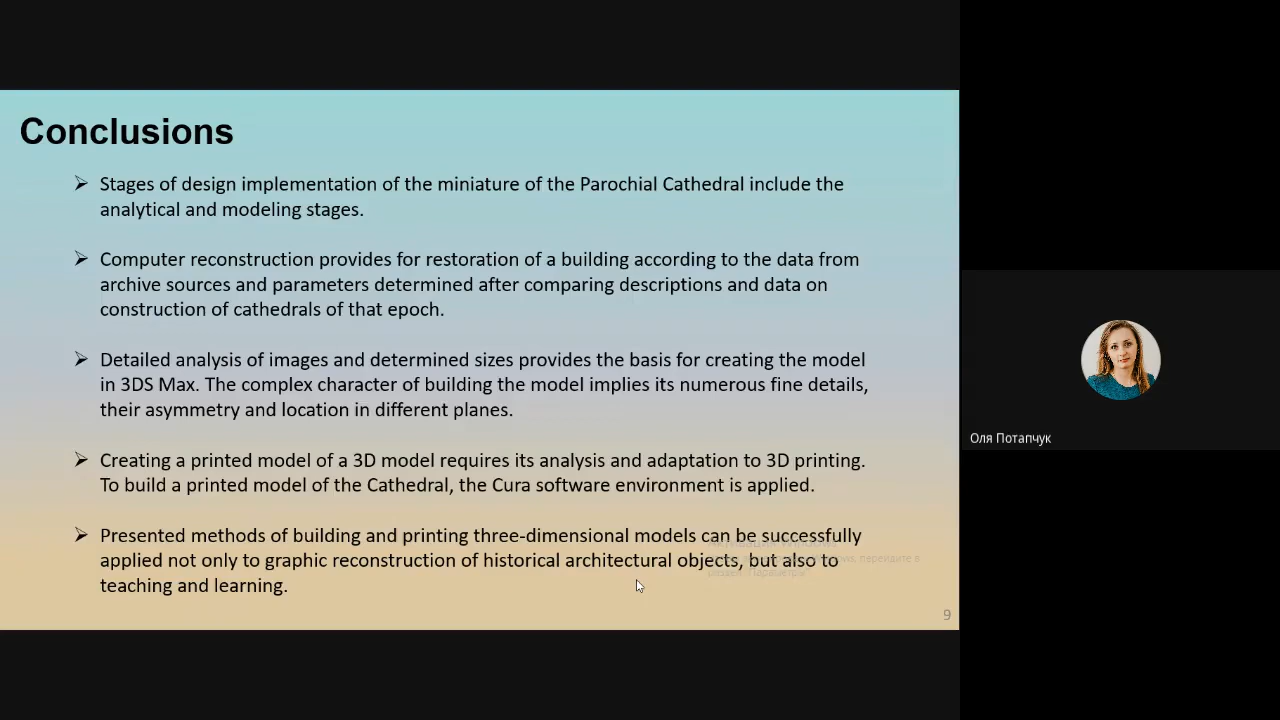 Conclusions
➢ Stages of design implementation of the miniature of the Parochial Cathedral include the
analytical and modeling stages.
➢ Computer reconstruction provides for restoration of a building according to the data from
archive sources and parameters determined after comparing descriptions and data on
construction of cathedrals of that epoch.
➢ Detailed analysis of images and determined sizes provides the basis for creating the model
in 3DS Max. The complex character of building the model implies its numerous fine details,
their asymmetry and location in different planes.
➢ Creating a printed model of a 3D model requires its analysis and adaptation to 3D printing.
To build a printed model of the Cathedral, the Cura software environment is applied.
➢ Presented methods of building and printing three-dimensional models can be successfully
applied not only to graphic reconstruction of historical architectural objects, but also to
teaching and learning.
перейдите в
раздел "Параметры"
9
Оля Потапчук